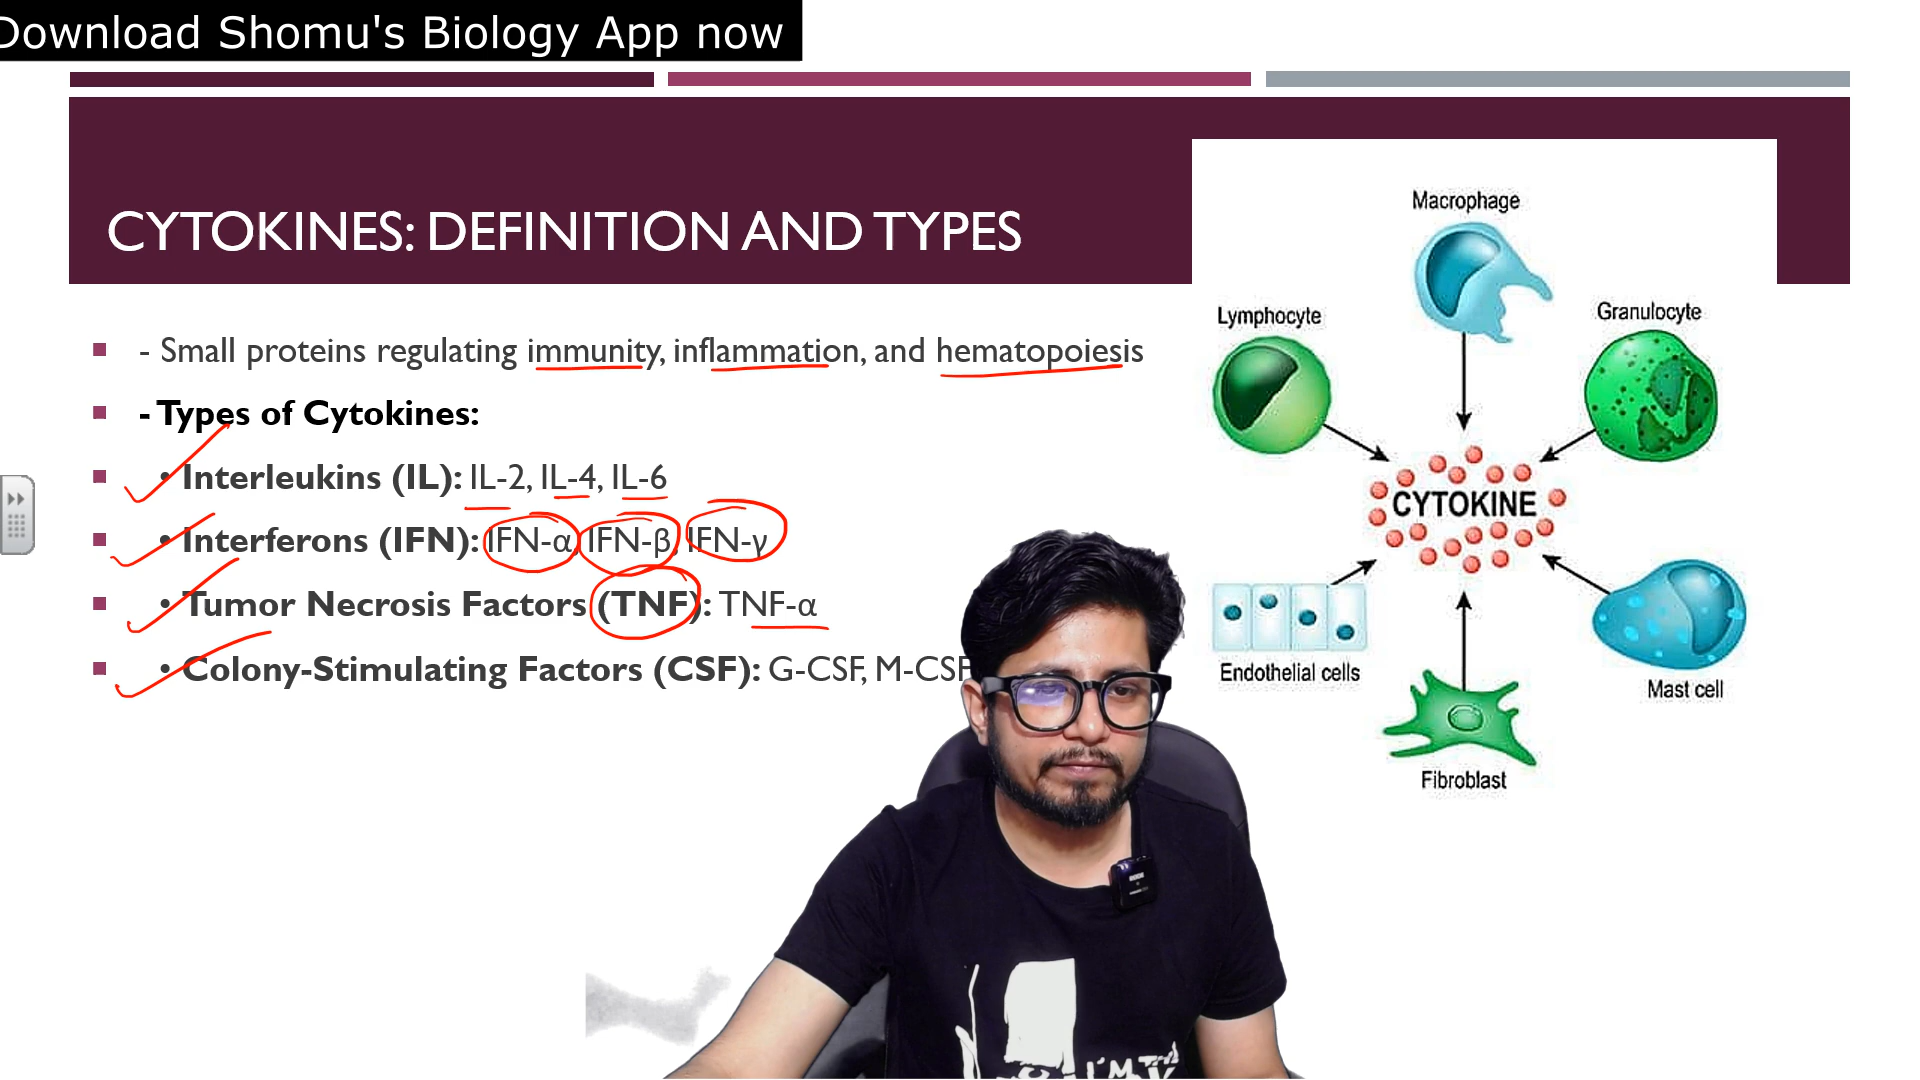 Download Shomu's Biology App now
CYTOKINES: DEFINITION AND TYPES
- Small proteins regulating immunity, inflammation, and hematopoiesis
- Types of Cytokines:
• Interleukins (IL): IL-2, IL-4, IL-6
• Interferons (IFN): IFN-α, IFN-β, IFN-γ
• Tumor Necrosis Factors (TNF): TNF-α
• Colony-Stimulating Factors (CSF): G-CSF, M-CSF
Macrophage
Lymphocyte
Granulocyte
CYTOKINE
Endothelial cells
Mast cell
Fibroblast
I'M